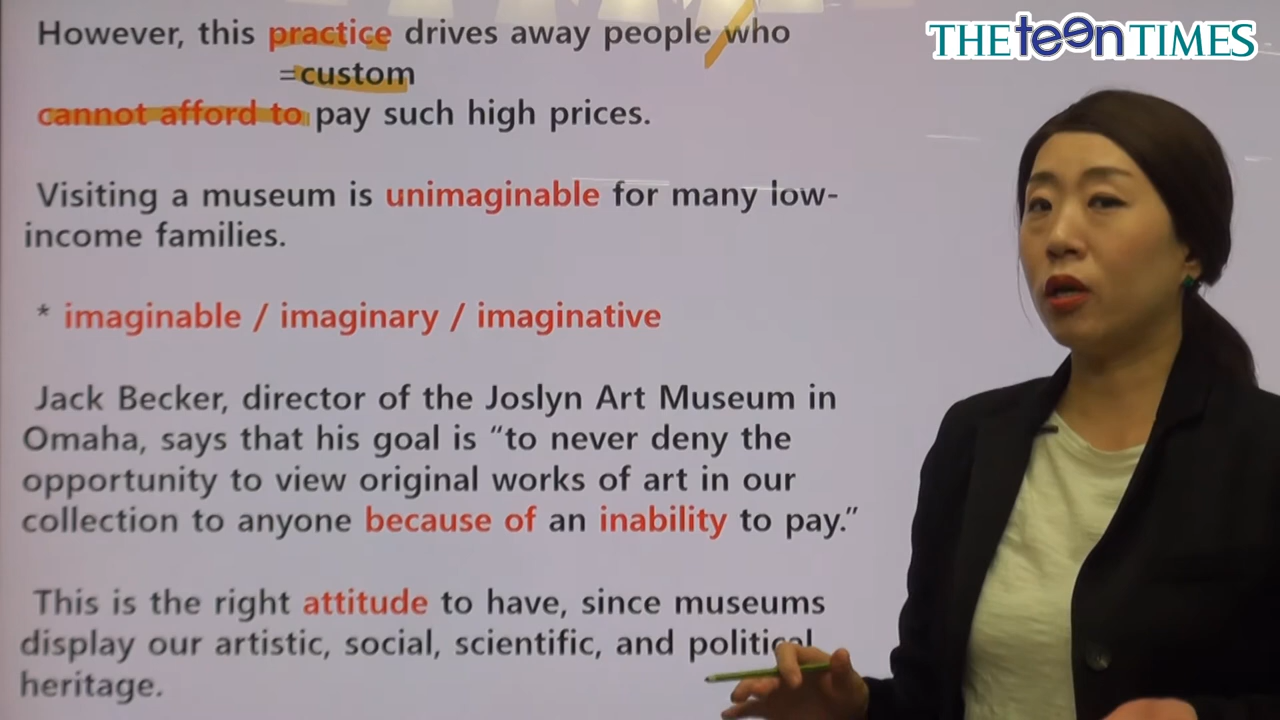 THE teen TIMES
However, this practice drives away people who
=custom
cannot afford to pay such high prices.
Visiting a museum is unimaginable for many low-
income families.
* imaginable / imaginary / imaginative
Jack Becker, director of the Joslyn Art Museum in
Omaha, says that his goal is “to never deny the
opportunity to view original works of art in our
collection to anyone because of an inability to pay.”
This is the right attitude to have, since museums
display our artistic, social, scientific, and political
heritage.